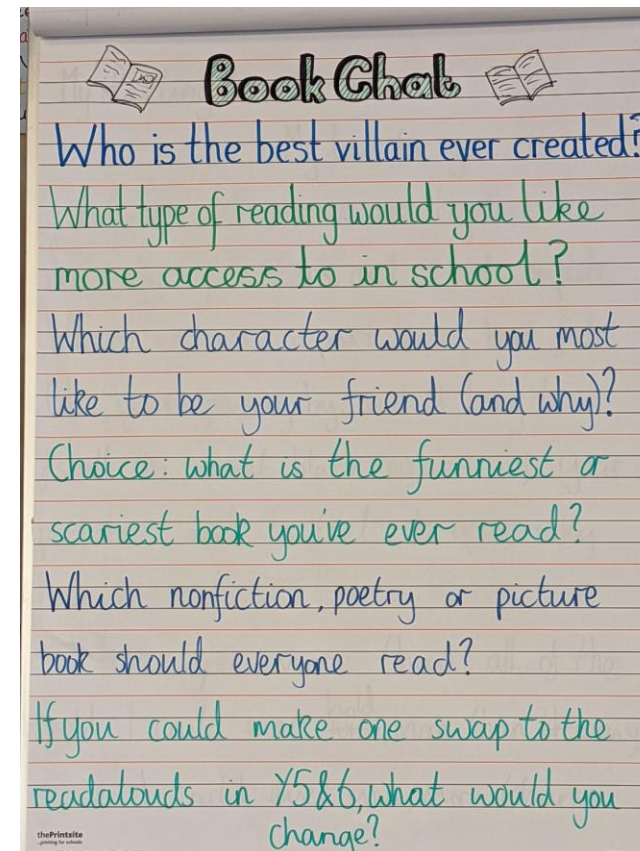 Book Chat
Who is the best villain ever created?
What type of reading would you like
more access to in school?
Which character would you most
like to be your friend (and why)?
Choice: what is the funniest or
scariest book you've ever read?
Which nonfiction, poetry or picture
book should everyone read?
If you could make one swap to the
readalouds in Y5&6, what would you
change?
thePrintsite
...printing for schools